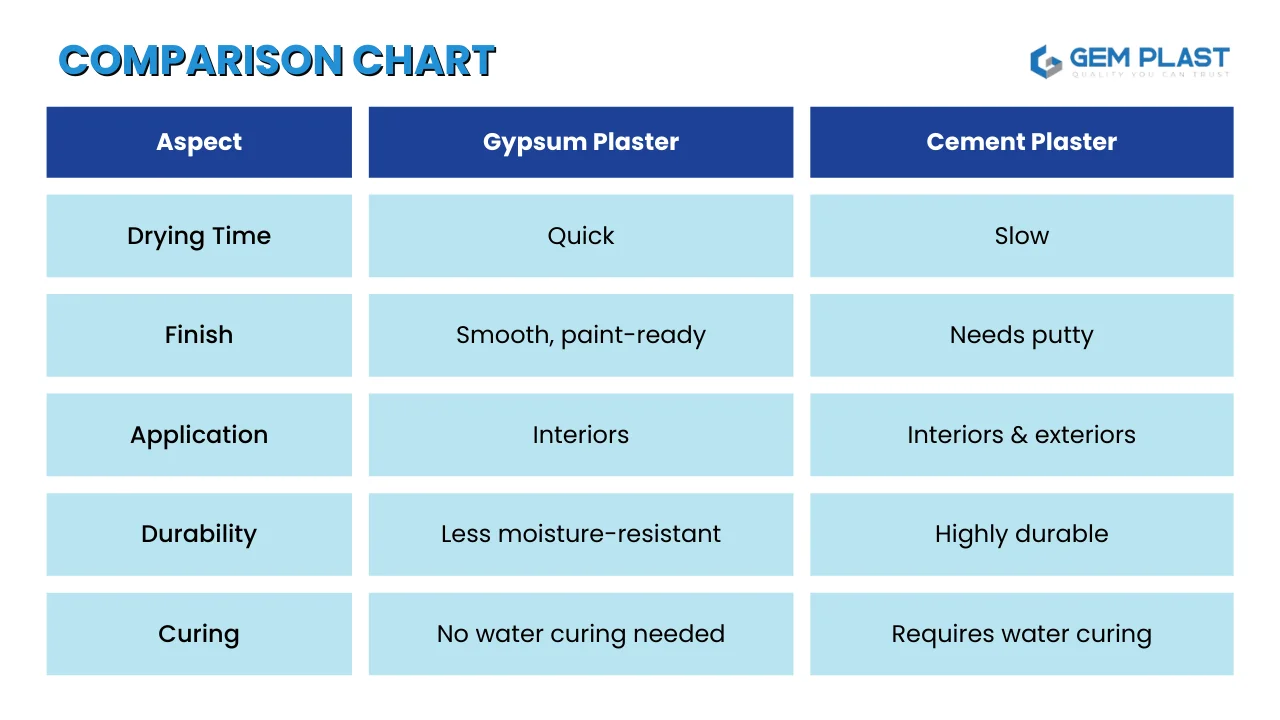 COMPARISON CHART
GEM PLAST
QUALITY YOU CAN TRUST
Aspect Gypsum Plaster Cement Plaster
Drying Time Quick Slow
Finish Smooth, paint-ready Needs putty
Application Interiors Interiors & exteriors
Durability Less moisture-resistant Highly durable
Curing No water curing needed Requires water curing